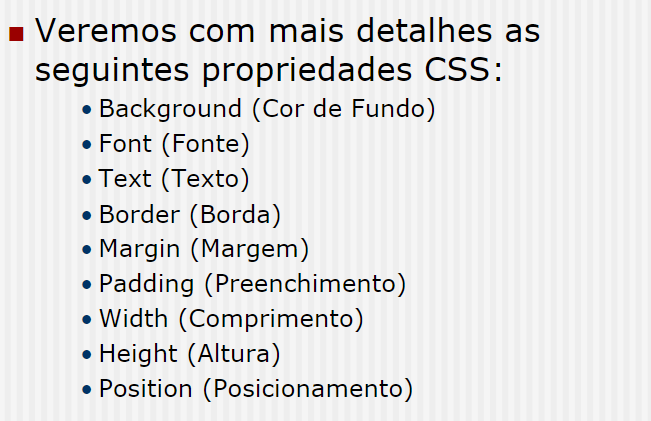 Veremos com mais detalhes as
seguintes propriedades CSS:
Background (Cor de Fundo)
Font (Fonte)
Text (Texto)
Border (Borda)
Margin (Margem)
Padding (Preenchimento)
Width (Comprimento)
Height (Altura)
Position (Posicionamento)